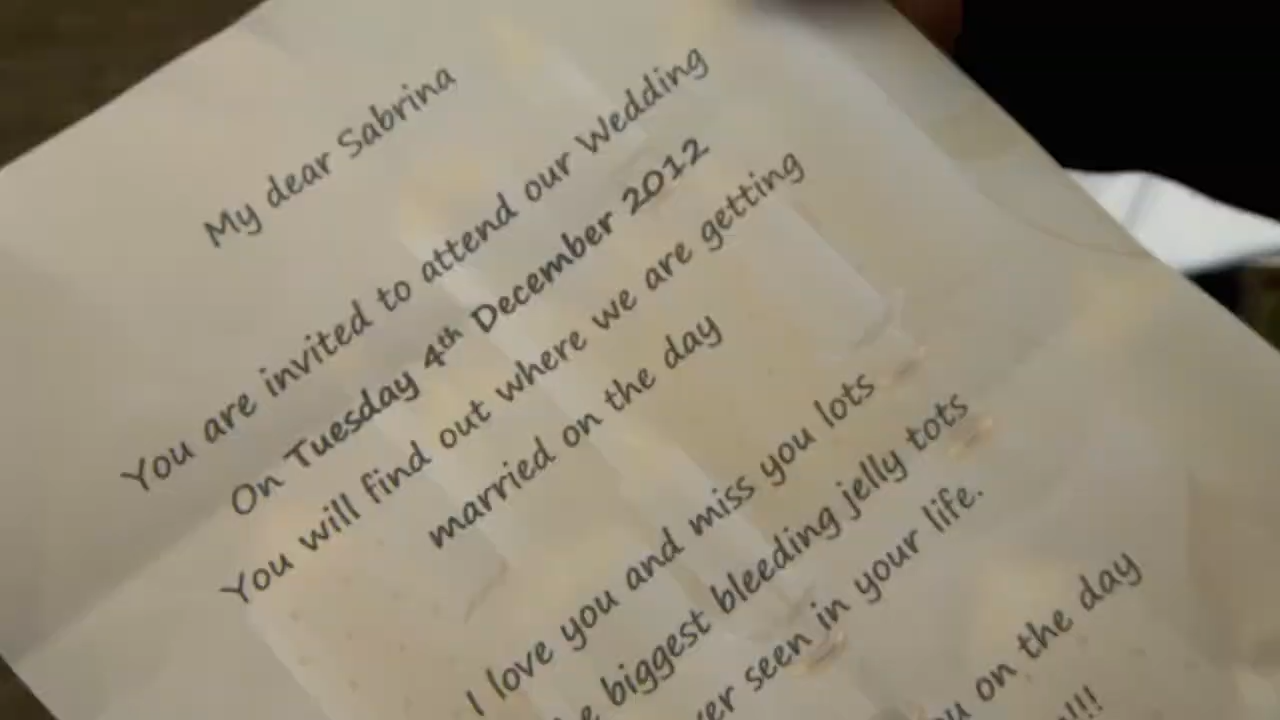 My dear Sabrina
You are invited to attend our Wedding
On Tuesday 4th December 2012
You will find out where we are getting
married on the day
I love you and miss you lots
biggest bleeding jelly tots
seen in your life.
on the day
!!!